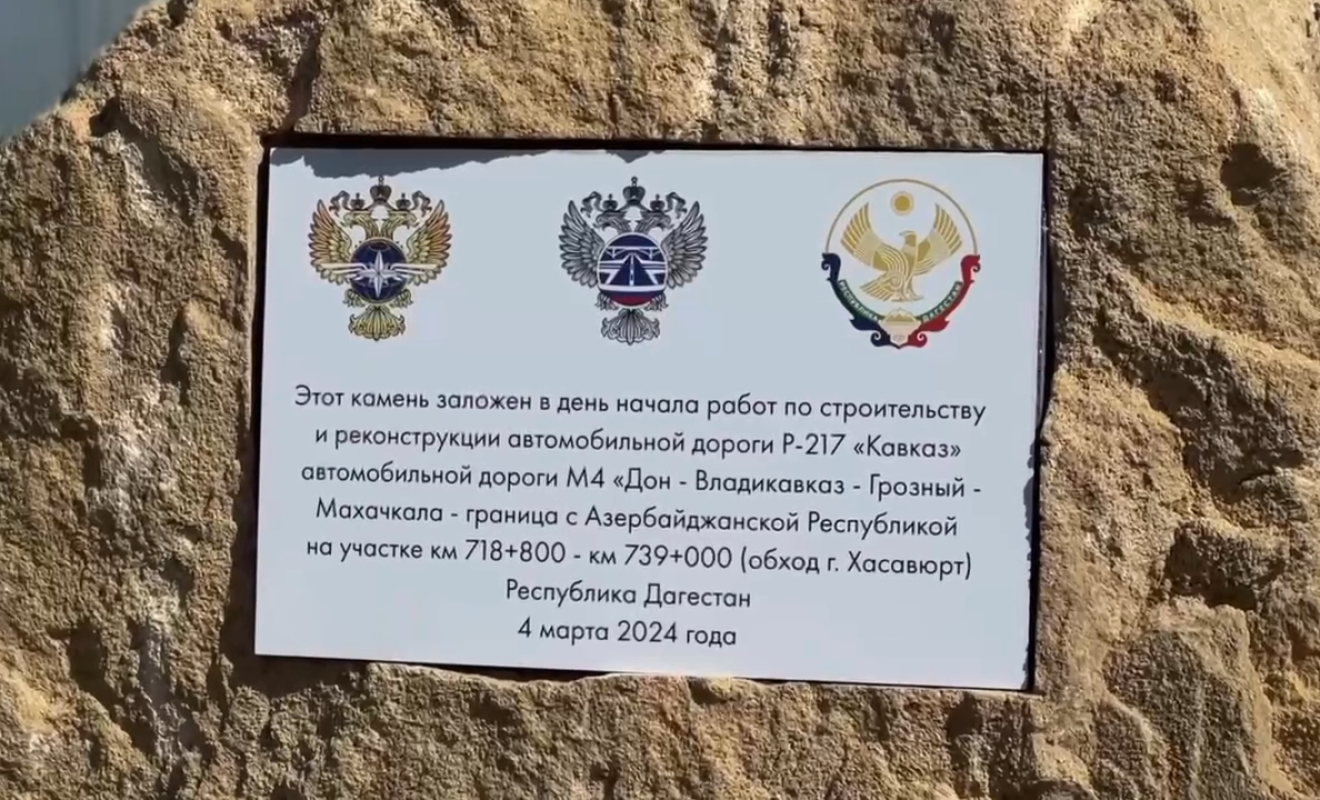 РЕСПУБЛИКА ДАГЕСТАН
Этот камень заложен в день начала работ по строительству
и реконструкции автомобильной дороги Р-217 «Кавказ»
автомобильной дороги М4 «Дон - Владикавказ - Грозный -
Махачкала - граница с Азербайджанской Республикой
на участке км 718+800 - км 739+000 (обход г. Хасавюрт)
Республика Дагестан
4 марта 2024 года